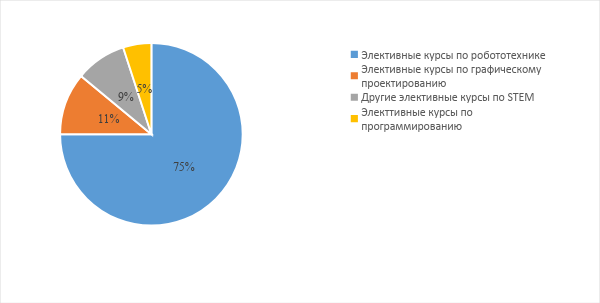 5%
9%
11%
75%
Элективные курсы по робототехнике
Элективные курсы по графическому
проектированию
Другие элективные курсы по STEM
Электтивные курсы по
программированию